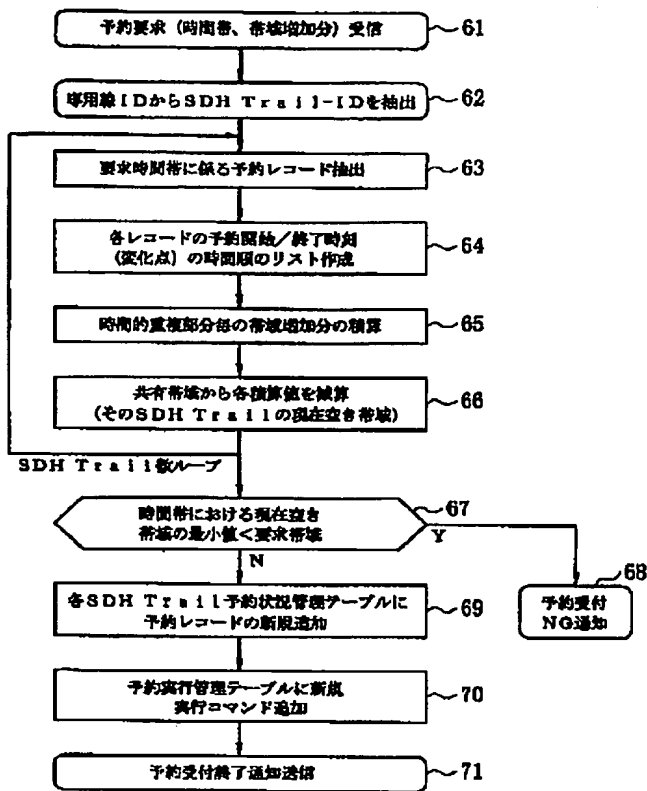 予約要求（時間帯、帯域増加分）受信
61
専用線IDからSDH Trail-IDを抽出
62
要求時間帯に係る予約レコード抽出
63
各レコードの予約開始／終了時刻
（変化点）の時間順のリスト作成
64
時間的重複部分毎の帯域増加分の積算
65
共有帯域から各積算値を減算
（そのSDH Trailの現在空き帯域）
66
SDH Trail数ループ
時間帯における現在空き
帯域の最小値＜要求帯域
67
Y
N
68
予約受付
NG通知
各SDH Trail予約状況管理テーブルに
予約レコードの新規追加
69
予約実行管理テーブルに新規
実行コマンド追加
70
予約受付終了通知送信
71